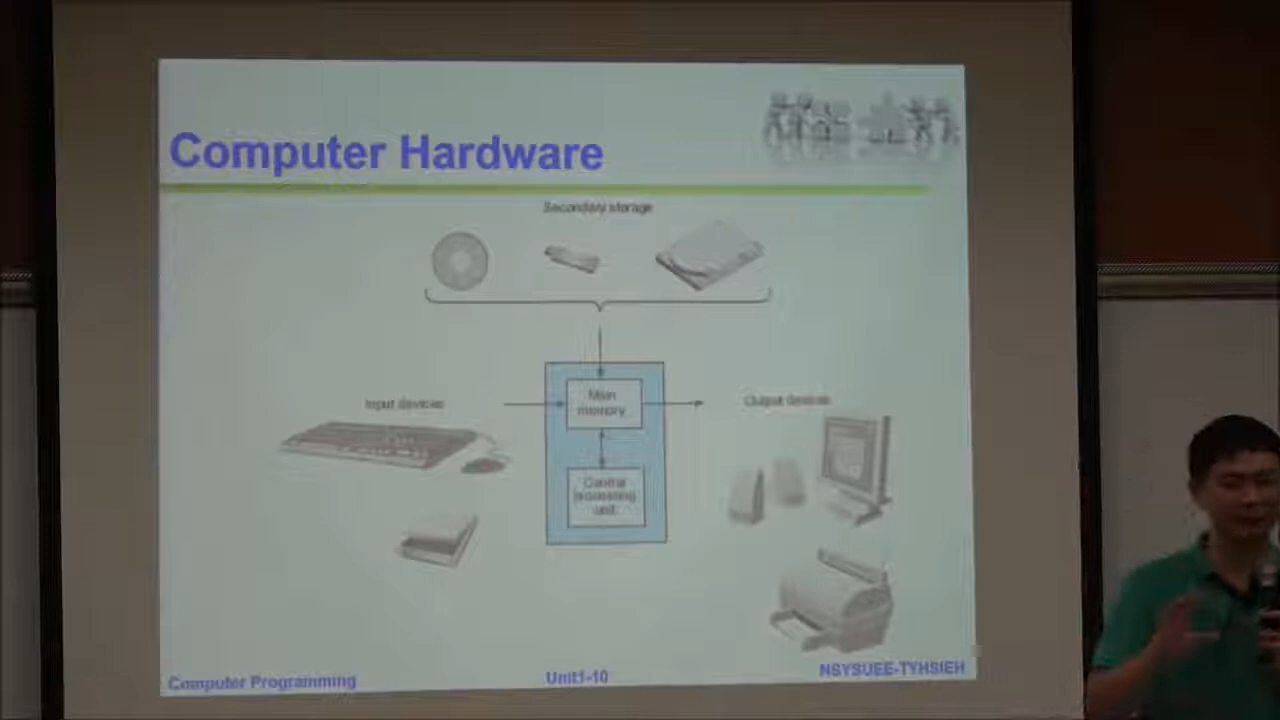 Computer Hardware
Secondary storage
Input devices
Main
memory
Output devices
Central
processing
unit
Computer Programming
Unit1-10
NSYSUEE-TYHSIEH